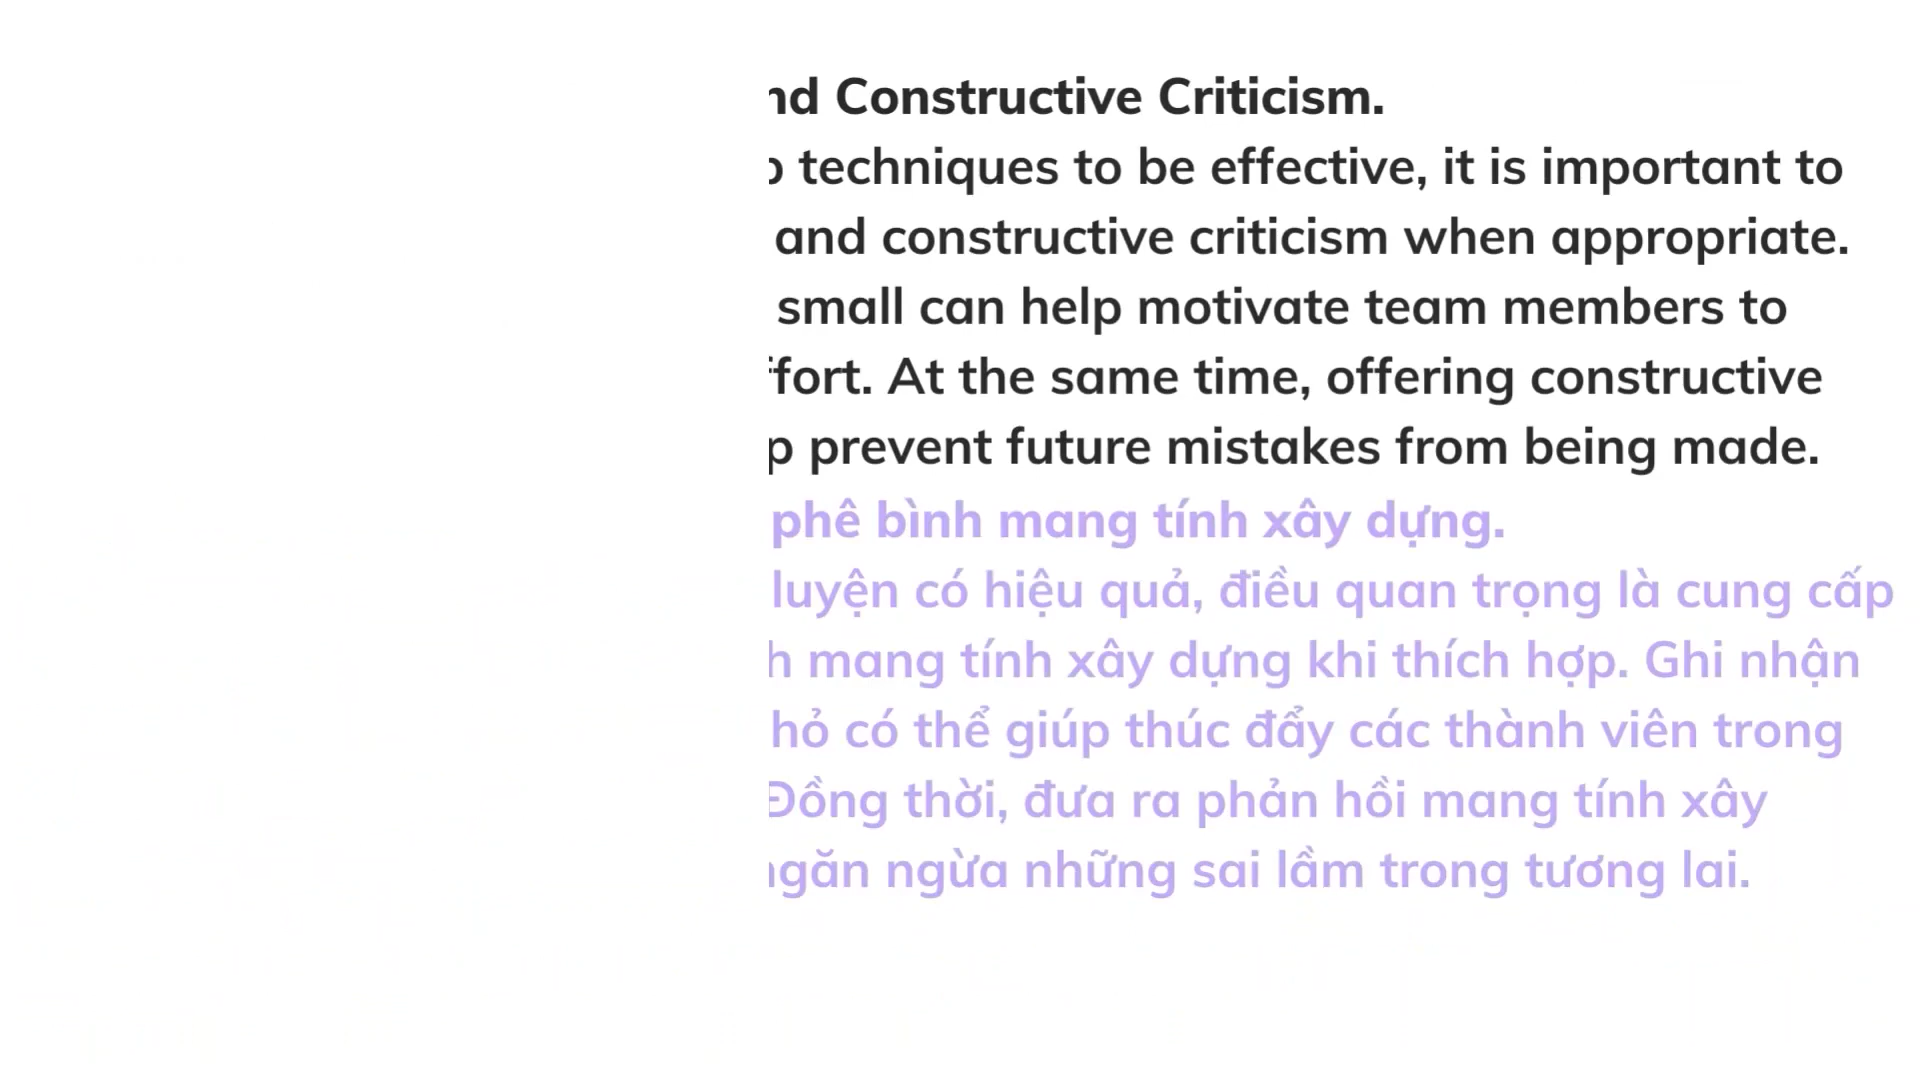 nd Constructive Criticism.
techniques to be effective, it is important to
and constructive criticism when appropriate.
small can help motivate team members to
ffort. At the same time, offering constructive
p prevent future mistakes from being made.
phê bình mang tính xây dựng.
luyện có hiệu quả, điều quan trọng là cung cấp
h mang tính xây dựng khi thích hợp. Ghi nhận
hỏ có thể giúp thúc đẩy các thành viên trong
Đồng thời, đưa ra phản hồi mang tính xây
ngăn ngừa những sai lầm trong tương lai.